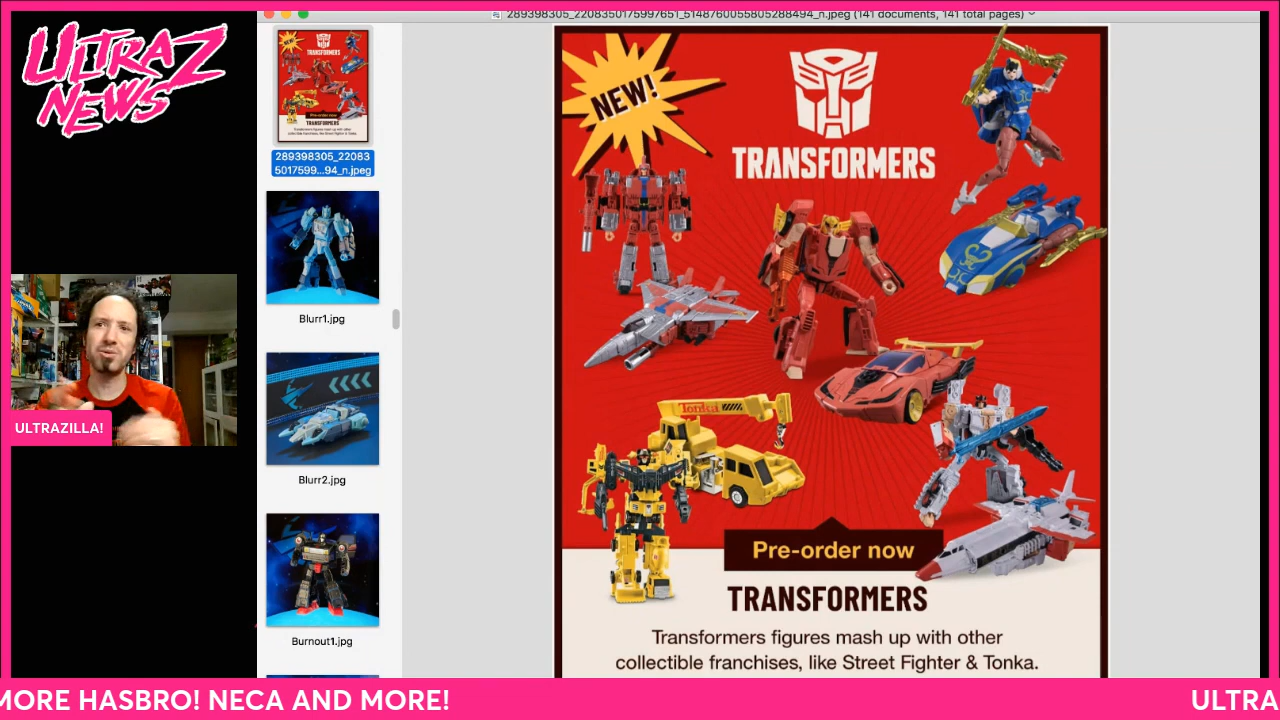 289398305_2208350175997651_5148760055805288494_n.jpeg (141 documents, 141 total pages)
ULTRAZ
NEWS
NEW!
TRANSFORMERS
289398305_22083
5017599...94_n.jpeg
Blurr1.jpg
Tonka
ULTRAZILLA!
Blurr2.jpg
Pre-order now
TRANSFORMERS
Transformers figures mash up with other
collectible franchises, like Street Fighter & Tonka.
Burnout1.jpg
MORE HASBRO! NECA AND MORE!
ULTRA